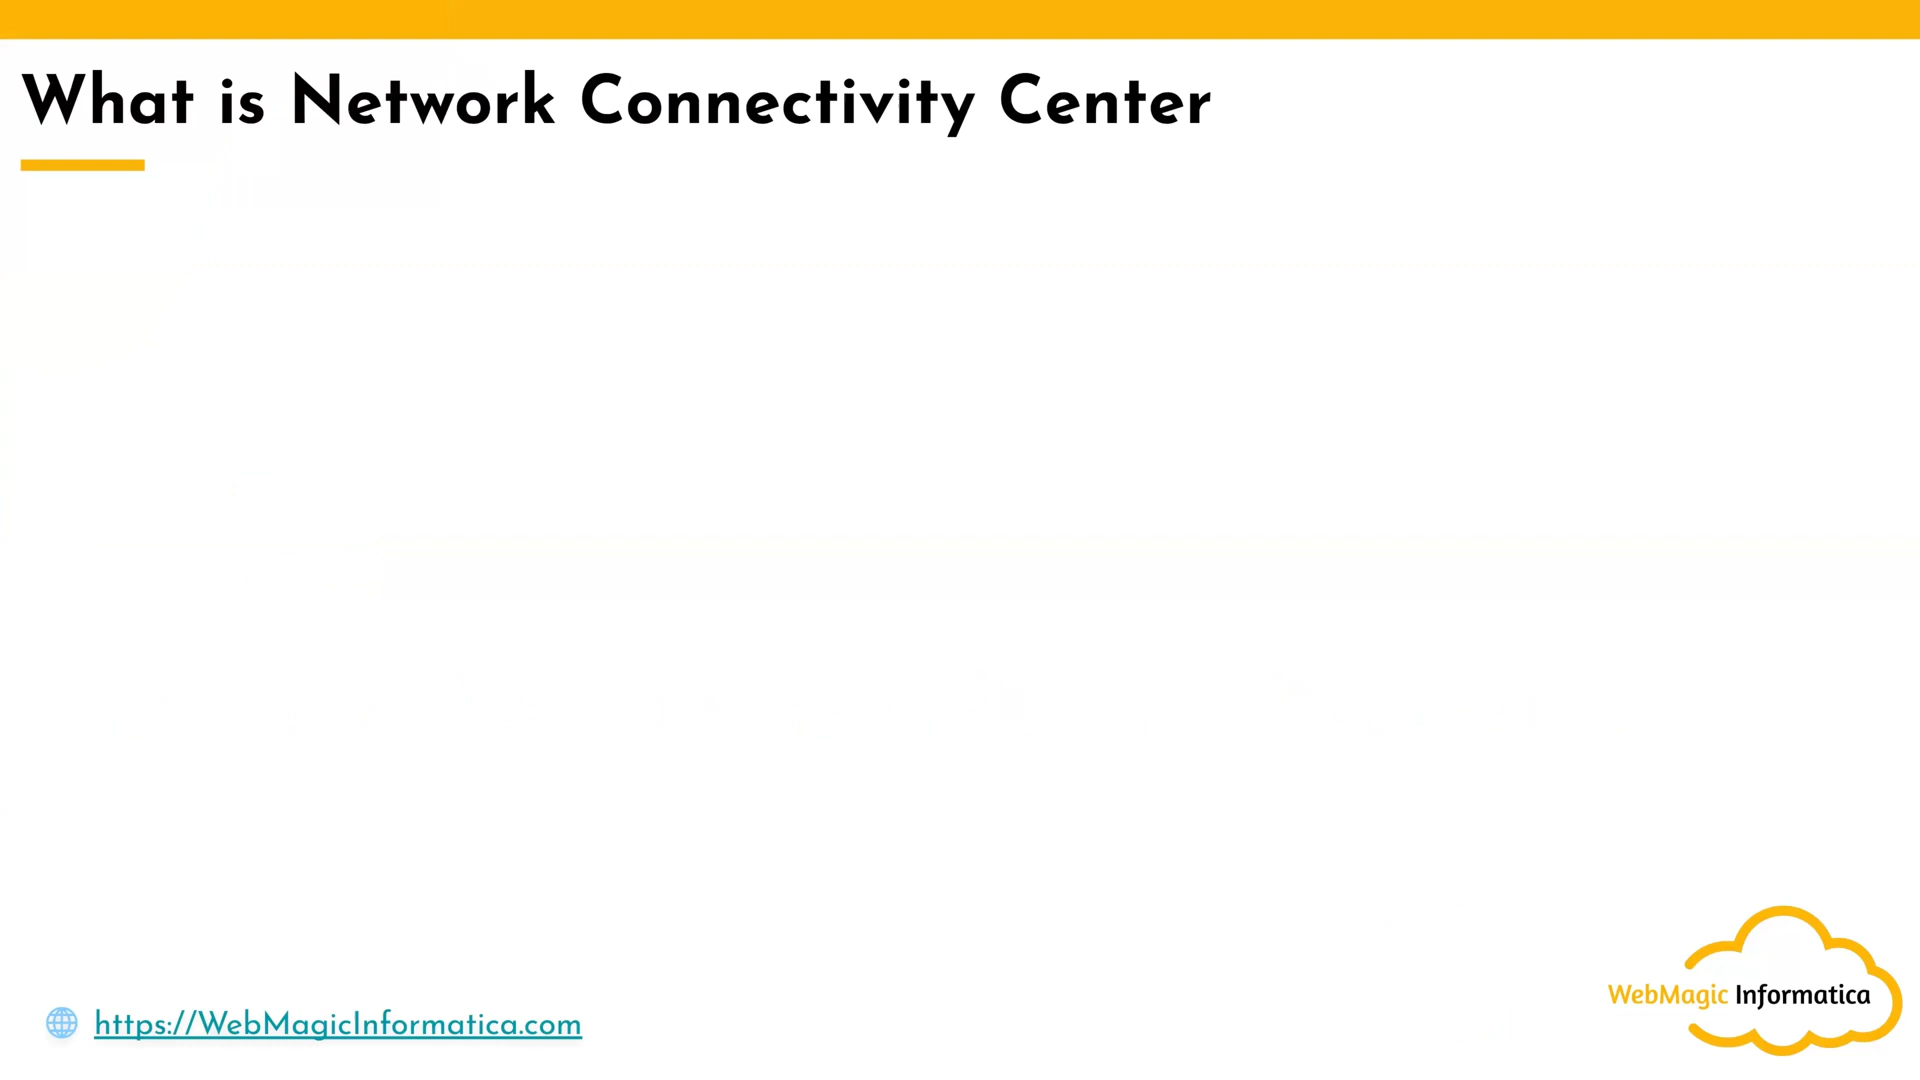 What is Network Connectivity Center
https://WebMagicInformatica.com
WebMagic Informatica